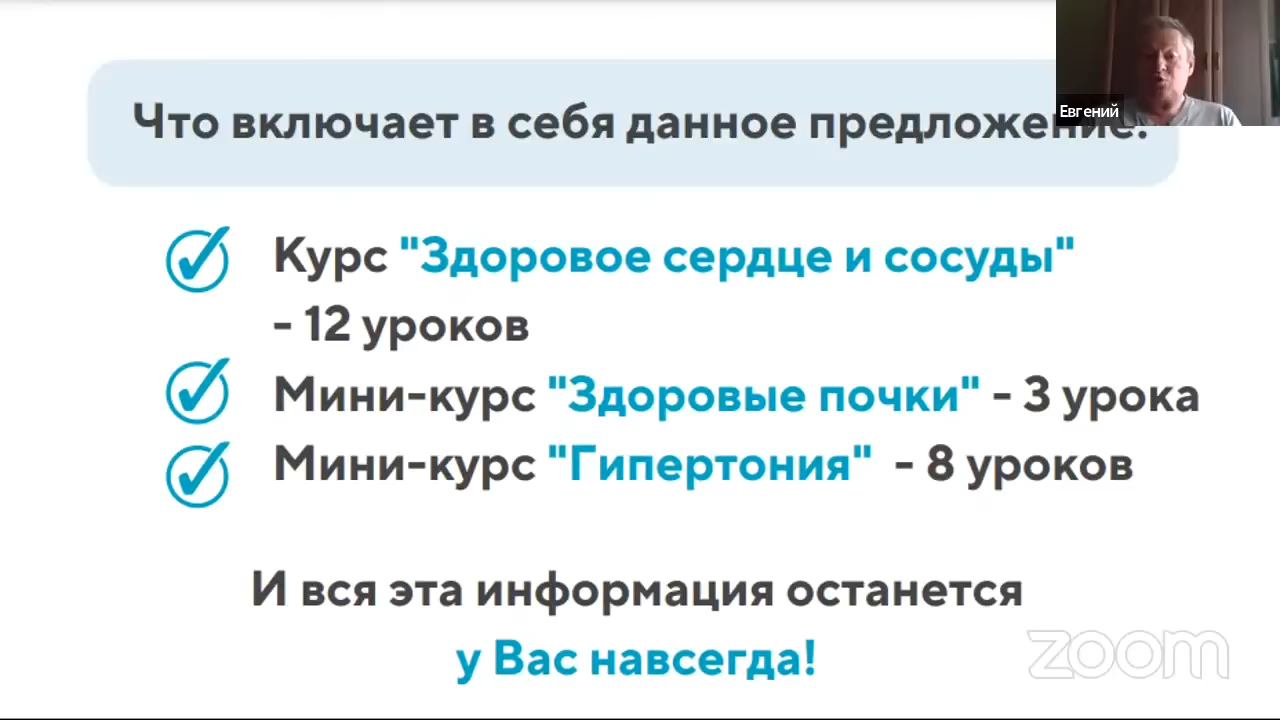 Что включает в себя данное предложение:
Евгений
Курс "Здоровое сердце и сосуды"
- 12 уроков
Мини-курс "Здоровые почки" - 3 урока
Мини-курс "Гипертония" - 8 уроков
И вся эта информация останется
у Вас навсегда!
zoom